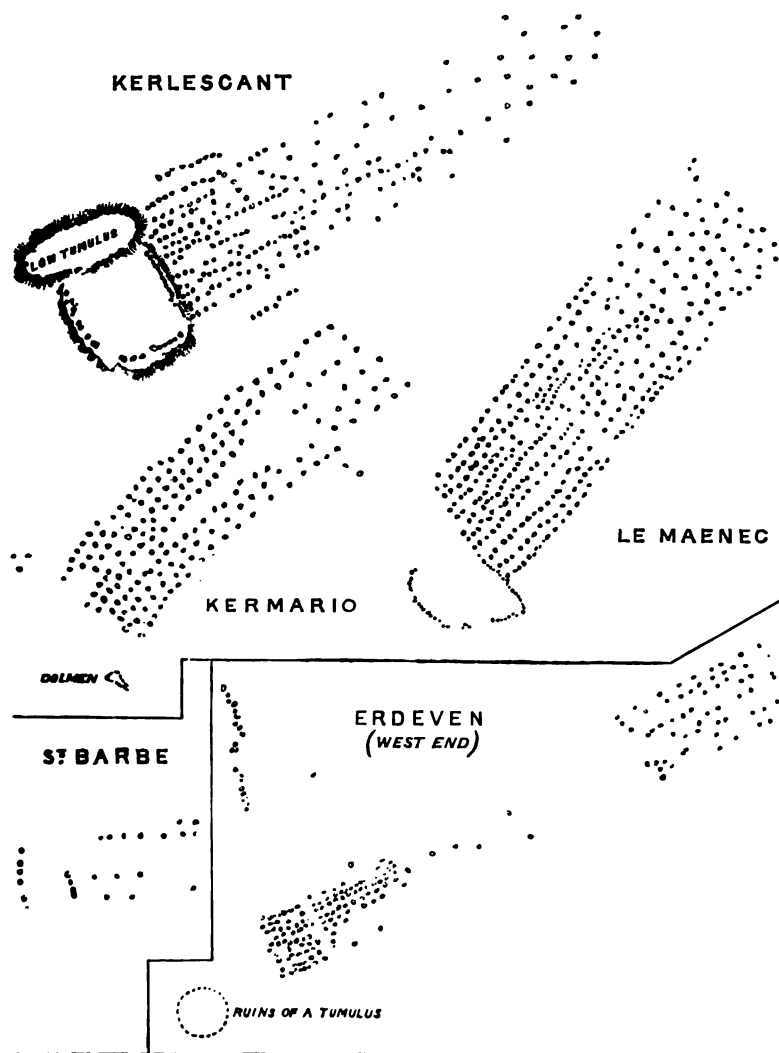 KERLESCANT
LOW TUMULUS
LE MAENEC
KERMARIO
DOLMEN
ERDEVEN
(WEST END)
ST BARBE
RUINS OF A TUMULUS